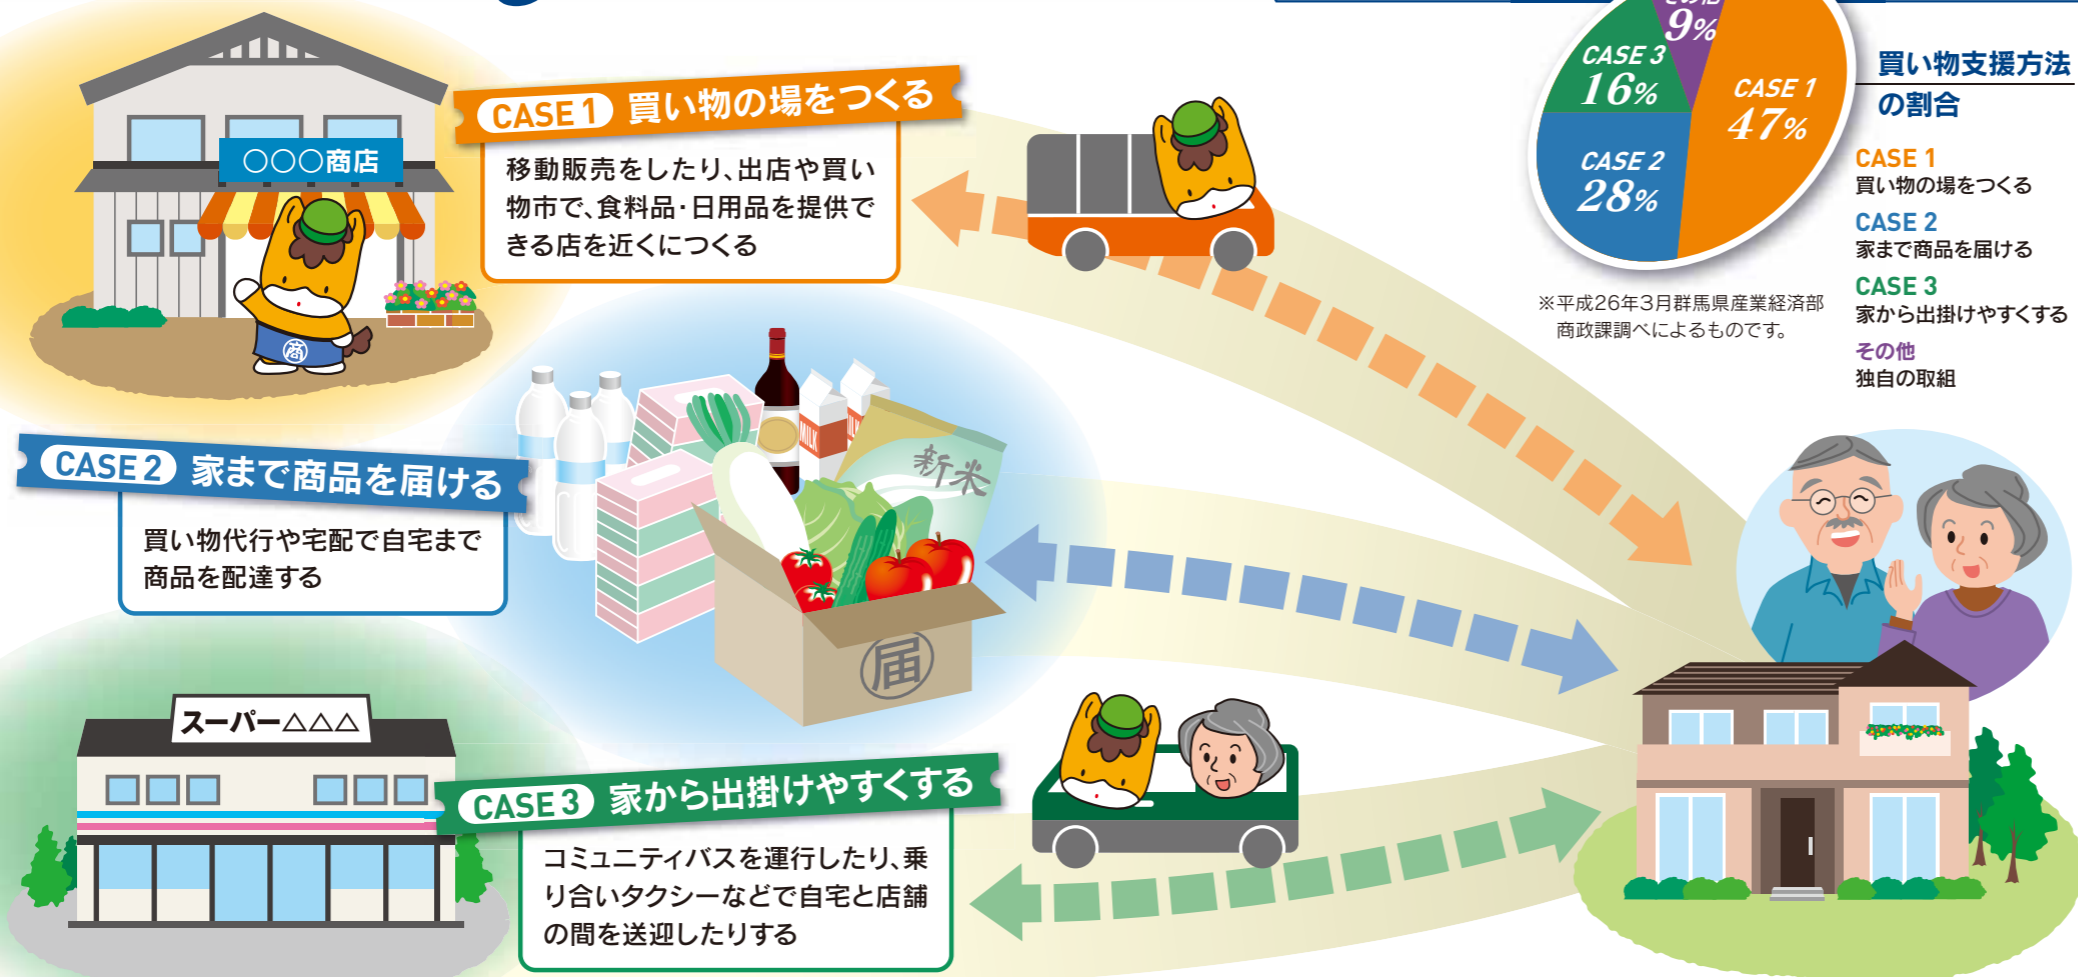 ○○○商店
商
CASE 1 買い物の場をつくる
移動販売をしたり、出店や買い
物市で、食料品・日用品を提供で
きる店を近くにつくる
その他
9%
CASE 3
16%
CASE 1
47%
CASE 2
28%
買い物支援方法
の割合
CASE 1
買い物の場をつくる
CASE 2
家まで商品を届ける
CASE 3
家から出掛けやすくする
その他
独自の取組
※平成26年3月群馬県産業経済部
商政課調べによるものです。
CASE 2 家まで商品を届ける
買い物代行や宅配で自宅まで
商品を配達する
MILK
新米
届
スーパー△△△
CASE 3 家から出掛けやすくする
コミュニティバスを運行したり、乗
り合いタクシーなどで自宅と店舗
の間を送迎したりする